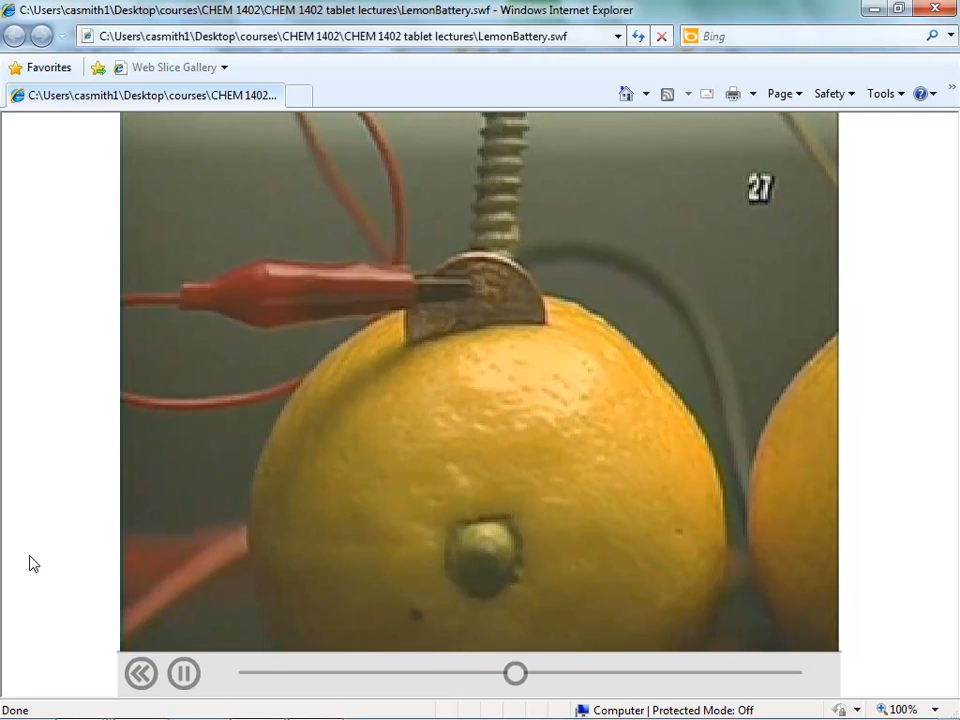 C:\Users\casmith1\Desktop\courses\CHEM 1402\CHEM 1402 tablet lectures\LemonBattery.swf - Windows Internet Explorer
C:\Users\casmith1\Desktop\courses\CHEM 1402\CHEM 1402 tablet lectures\LemonBattery.swf
Bing
Favorites
Web Slice Gallery
C:\Users\casmith1\Desktop\courses\CHEM 1402...
Page
Safety
Tools
27
Done
Computer | Protected Mode: Off
100%